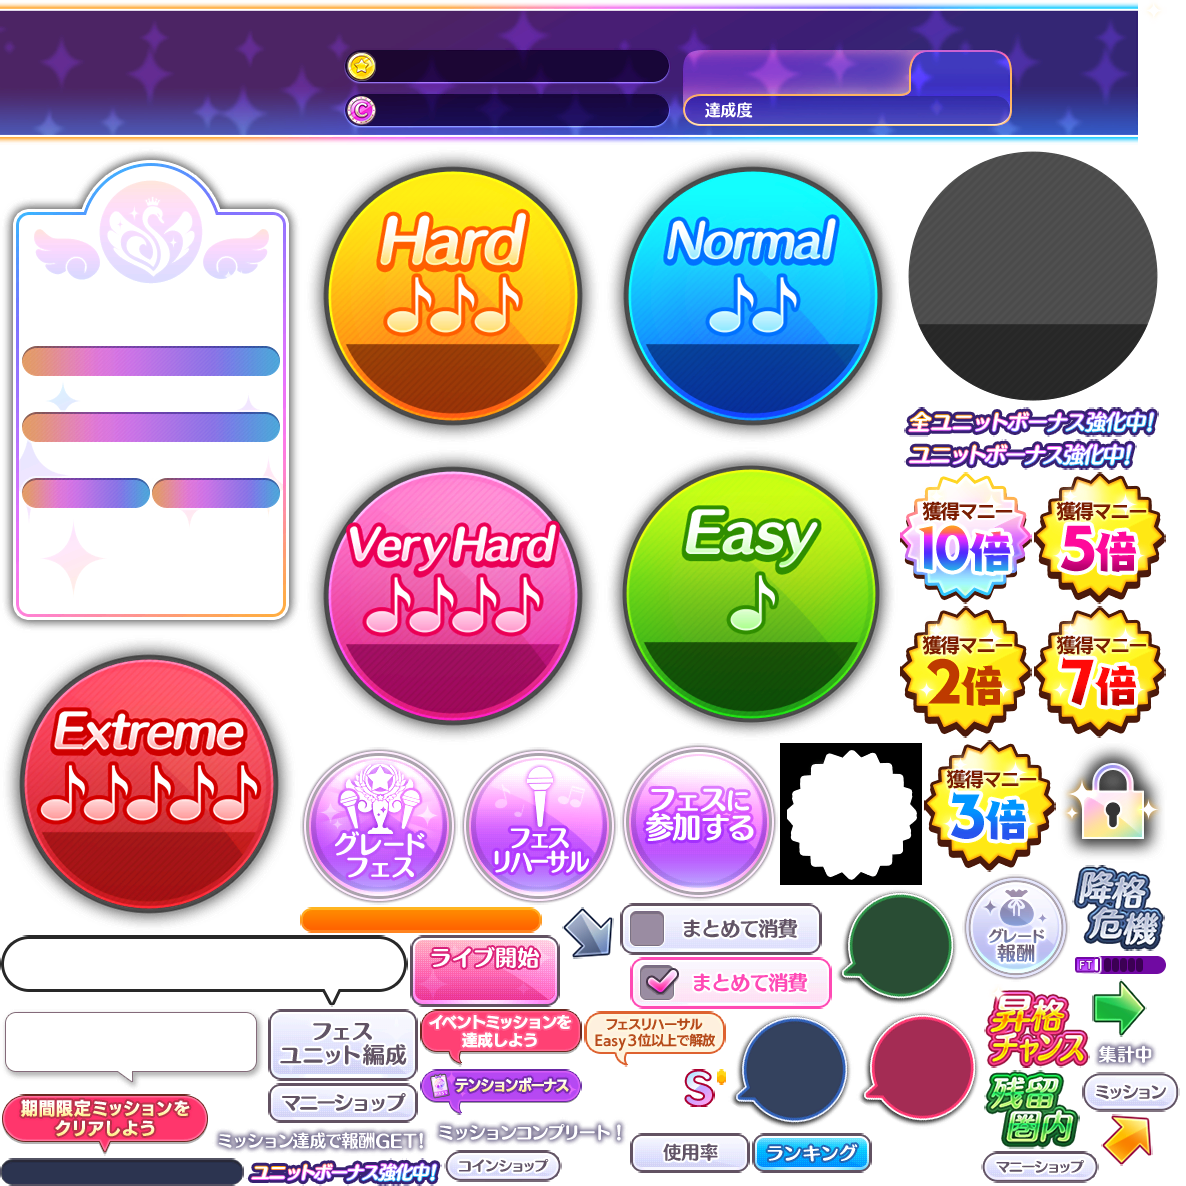 C
達成度
Hard
Normal
全ユニットボーナス強化中!
ユニットボーナス強化中!
獲得マニー
10倍
獲得マニー
5倍
Very Hard
Easy
獲得マニー
2倍
獲得マニー
7倍
Extreme
グレード
フェス
フェス
リハーサル
フェスに
参加する
獲得マニー
3倍
降格
危機
グレード
報酬
FT
まとめて消費
まとめて消費
ライブ開始
フェス
ユニット編成
イベントミッションを
達成しよう
フェスリハーサル
Easy3位以上で解放
昇格
チャンス
集計中
テンションボーナス
S
残留
圏内
ミッション
マニーショップ
期間限定ミッションを
クリアしよう
ミッション達成で報酬GET!
ミッションコンプリート!
ユニットボーナス強化中!
コインショップ
使用率
ランキング
マニーショップ